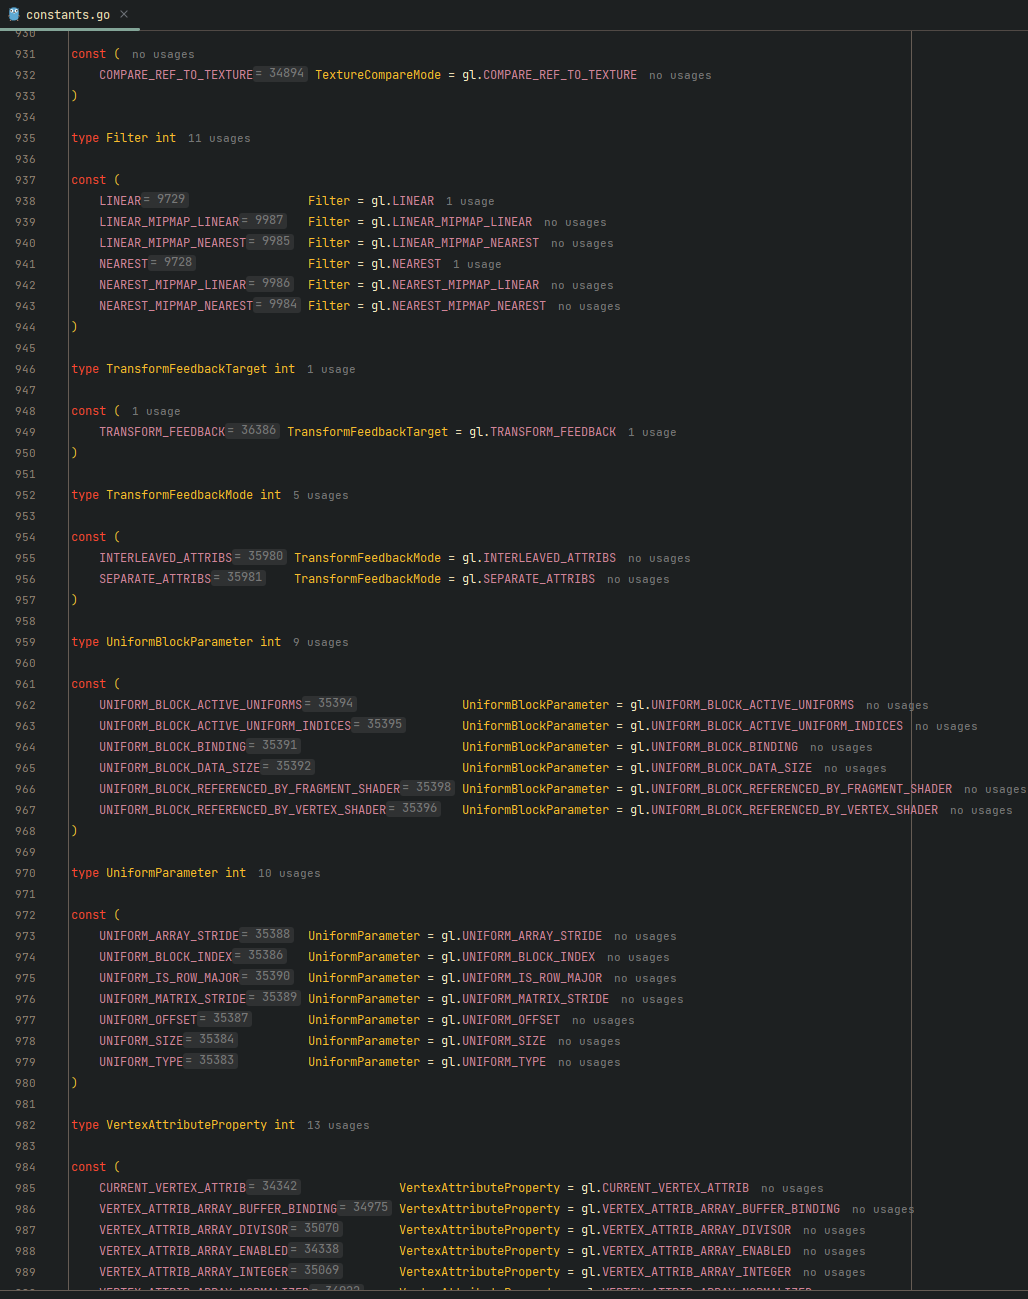 constants.go
930
931 const ( no usages
932 COMPARE_REF_TO_TEXTURE = 34894 TextureCompareMode = gl.COMPARE_REF_TO_TEXTURE no usages
933 )
934
935 type Filter int 11 usages
936
937 const (
938 LINEAR = 9729 Filter = gl.LINEAR 1 usage
939 LINEAR_MIPMAP_LINEAR = 9987 Filter = gl.LINEAR_MIPMAP_LINEAR no usages
940 LINEAR_MIPMAP_NEAREST = 9985 Filter = gl.LINEAR_MIPMAP_NEAREST no usages
941 NEAREST = 9728 Filter = gl.NEAREST 1 usage
942 NEAREST_MIPMAP_LINEAR = 9986 Filter = gl.NEAREST_MIPMAP_LINEAR no usages
943 NEAREST_MIPMAP_NEAREST = 9984 Filter = gl.NEAREST_MIPMAP_NEAREST no usages
944 )
945
946 type TransformFeedbackTarget int 1 usage
947
948 const ( 1 usage
949 TRANSFORM_FEEDBACK = 36386 TransformFeedbackTarget = gl.TRANSFORM_FEEDBACK 1 usage
950 )
951
952 type TransformFeedbackMode int 5 usages
953
954 const (
955 INTERLEAVED_ATTRIBS = 35980 TransformFeedbackMode = gl.INTERLEAVED_ATTRIBS no usages
956 SEPARATE_ATTRIBS = 35981 TransformFeedbackMode = gl.SEPARATE_ATTRIBS no usages
957 )
958
959 type UniformBlockParameter int 9 usages
960
961 const (
962 UNIFORM_BLOCK_ACTIVE_UNIFORMS = 35394 UniformBlockParameter = gl.UNIFORM_BLOCK_ACTIVE_UNIFORMS no usages
963 UNIFORM_BLOCK_ACTIVE_UNIFORM_INDICES = 35395 UniformBlockParameter = gl.UNIFORM_BLOCK_ACTIVE_UNIFORM_INDICES no usages
964 UNIFORM_BLOCK_BINDING = 35391 UniformBlockParameter = gl.UNIFORM_BLOCK_BINDING no usages
965 UNIFORM_BLOCK_DATA_SIZE = 35392 UniformBlockParameter = gl.UNIFORM_BLOCK_DATA_SIZE no usages
966 UNIFORM_BLOCK_REFERENCED_BY_FRAGMENT_SHADER = 35398 UniformBlockParameter = gl.UNIFORM_BLOCK_REFERENCED_BY_FRAGMENT_SHADER no usages
967 UNIFORM_BLOCK_REFERENCED_BY_VERTEX_SHADER = 35396 UniformBlockParameter = gl.UNIFORM_BLOCK_REFERENCED_BY_VERTEX_SHADER no usages
968 )
969
970 type UniformParameter int 10 usages
971
972 const (
973 UNIFORM_ARRAY_STRIDE = 35388 UniformParameter = gl.UNIFORM_ARRAY_STRIDE no usages
974 UNIFORM_BLOCK_INDEX = 35386 UniformParameter = gl.UNIFORM_BLOCK_INDEX no usages
975 UNIFORM_IS_ROW_MAJOR = 35390 UniformParameter = gl.UNIFORM_IS_ROW_MAJOR no usages
976 UNIFORM_MATRIX_STRIDE = 35389 UniformParameter = gl.UNIFORM_MATRIX_STRIDE no usages
977 UNIFORM_OFFSET = 35387 UniformParameter = gl.UNIFORM_OFFSET no usages
978 UNIFORM_SIZE = 35384 UniformParameter = gl.UNIFORM_SIZE no usages
979 UNIFORM_TYPE = 35383 UniformParameter = gl.UNIFORM_TYPE no usages
980 )
981
982 type VertexAttributeProperty int 13 usages
983
984 const (
985 CURRENT_VERTEX_ATTRIB = 34342 VertexAttributeProperty = gl.CURRENT_VERTEX_ATTRIB no usages
986 VERTEX_ATTRIB_ARRAY_BUFFER_BINDING = 34975 VertexAttributeProperty = gl.VERTEX_ATTRIB_ARRAY_BUFFER_BINDING no usages
987 VERTEX_ATTRIB_ARRAY_DIVISOR = 35070 VertexAttributeProperty = gl.VERTEX_ATTRIB_ARRAY_DIVISOR no usages
988 VERTEX_ATTRIB_ARRAY_ENABLED = 34338 VertexAttributeProperty = gl.VERTEX_ATTRIB_ARRAY_ENABLED no usages
989 VERTEX_ATTRIB_ARRAY_INTEGER = 35069 VertexAttributeProperty = gl.VERTEX_ATTRIB_ARRAY_INTEGER no usages